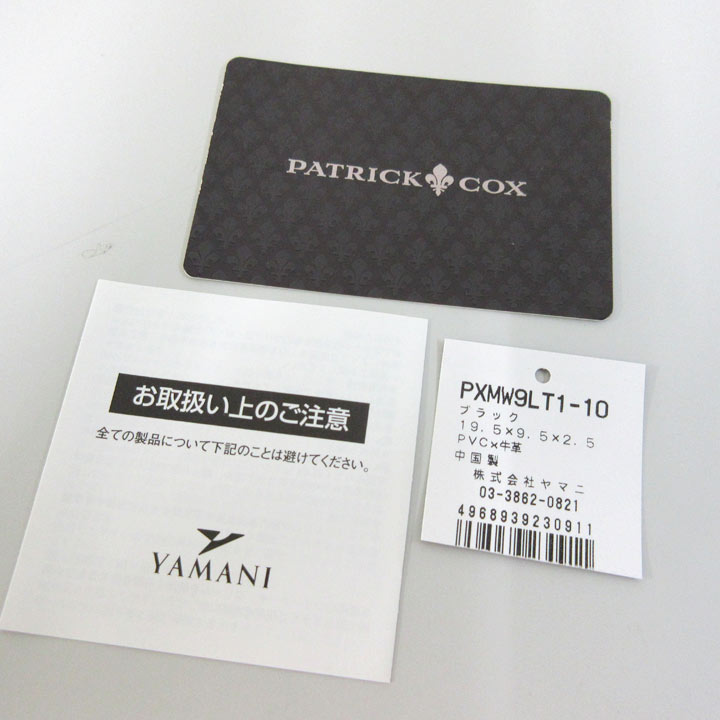 PATRICK COX
お取扱い上のご注意
全ての製品について下記のことは避けてください。
YAMANI
PXMW9LT1-10
ブラック
19.5×9.5×2.5
PVC×牛革
中国製
株式会社ヤマニ
03-3862-0821
4968939230911